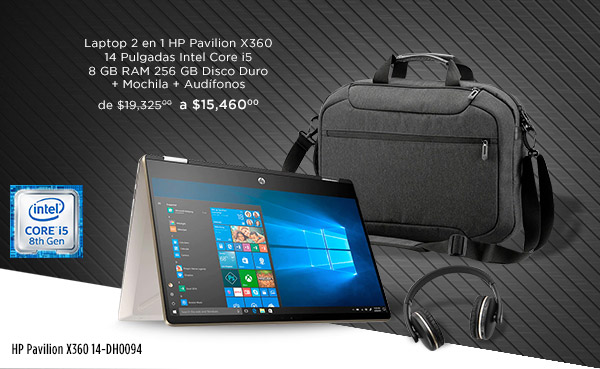 Laptop 2 en 1 HP Pavilion X360
14 Pulgadas Intel Core i5
8 GB RAM 256 GB Disco Duro
+ Mochila + Audífonos
de $19,325⁰⁰ a $15,460⁰⁰
intel
CORE i5
8th Gen
hp
HP Pavilion X360 14-DH0094